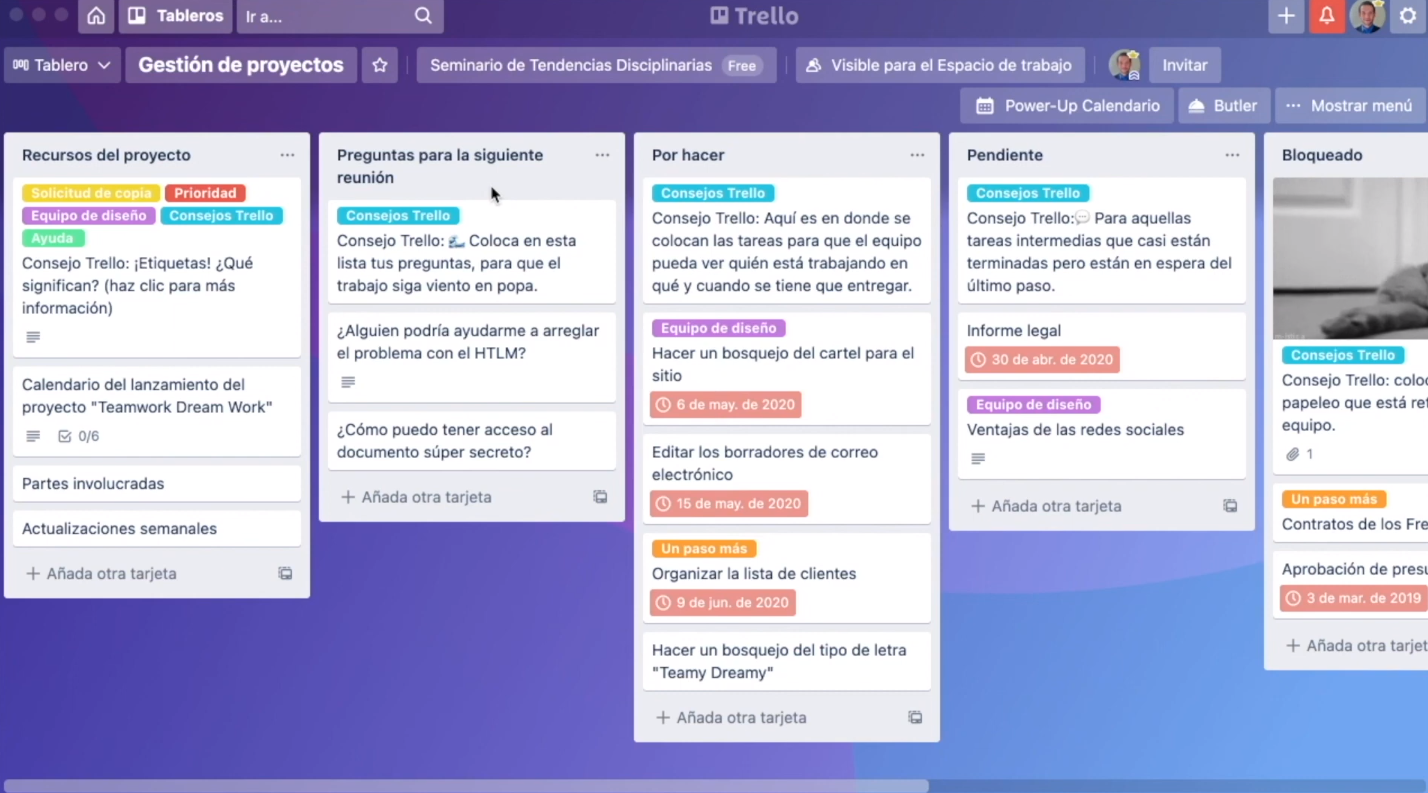 Tableros
Ir a...
Trello
Tablero
Gestión de proyectos
Seminario de Tendencias Disciplinarias
Free
Visible para el Espacio de trabajo
Invitar
Power-Up Calendario
Butler
··· Mostrar menú
Recursos del proyecto
Solicitud de copia
Prioridad
Equipo de diseño
Consejos Trello
Ayuda
Consejo Trello: ¡Etiquetas! ¿Qué
significan? (haz clic para más
información)
Calendario del lanzamiento del
proyecto "Teamwork Dream Work"
0/6
Partes involucradas
Actualizaciones semanales
+ Añada otra tarjeta
Preguntas para la siguiente
reunión
Consejos Trello
Consejo Trello: 🌊 Coloca en esta
lista tus preguntas, para que el
trabajo siga viento en popa.
¿Alguien podría ayudarme a arreglar
el problema con el HTLM?
¿Cómo puedo tener acceso al
documento súper secreto?
+ Añada otra tarjeta
Por hacer
Consejos Trello
Consejo Trello: Aquí es en donde se
colocan las tareas para que el equipo
pueda ver quién está trabajando en
qué y cuando se tiene que entregar.
Equipo de diseño
Hacer un bosquejo del cartel para el
sitio
6 de may. de 2020
Editar los borradores de correo
electrónico
15 de may. de 2020
Un paso más
Organizar la lista de clientes
9 de jun. de 2020
Hacer un bosquejo del tipo de letra
"Teamy Dreamy"
+ Añada otra tarjeta
Pendiente
Consejos Trello
Consejo Trello:💬 Para aquellas
tareas intermedias que casi están
terminadas pero están en espera del
último paso.
Informe legal
30 de abr. de 2020
Equipo de diseño
Ventajas de las redes sociales
+ Añada otra tarjeta
Bloqueado
Consejos Trello
Consejo Trello: coloc
papeleo que está ret
equipo.
1
Un paso más
Contratos de los Fre
Aprobación de presu
3 de mar. de 2019
+ Añada otra tarjet